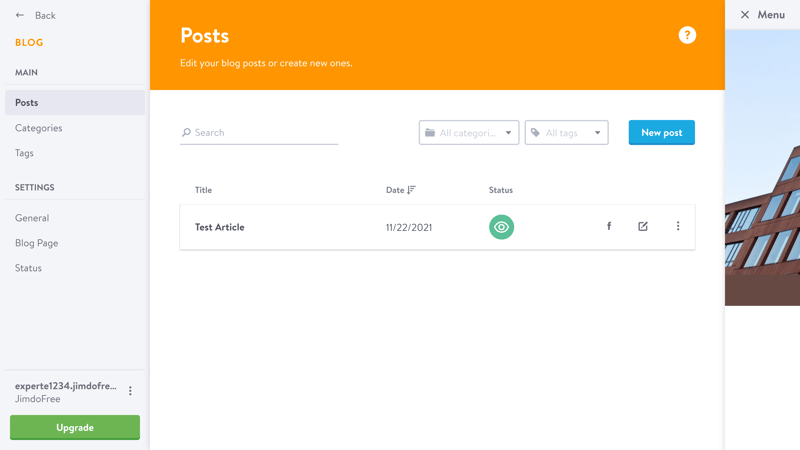 Back
BLOG
MAIN
Posts
Categories
Tags
SETTINGS
General
Blog Page
Status
experte1234.jimdofre...
JimdoFree
Upgrade
Posts
?
Edit your blog posts or create new ones.
Search
All categori...
All tags
New post
Title Date Status
Test Article 11/22/2021 f
Menu